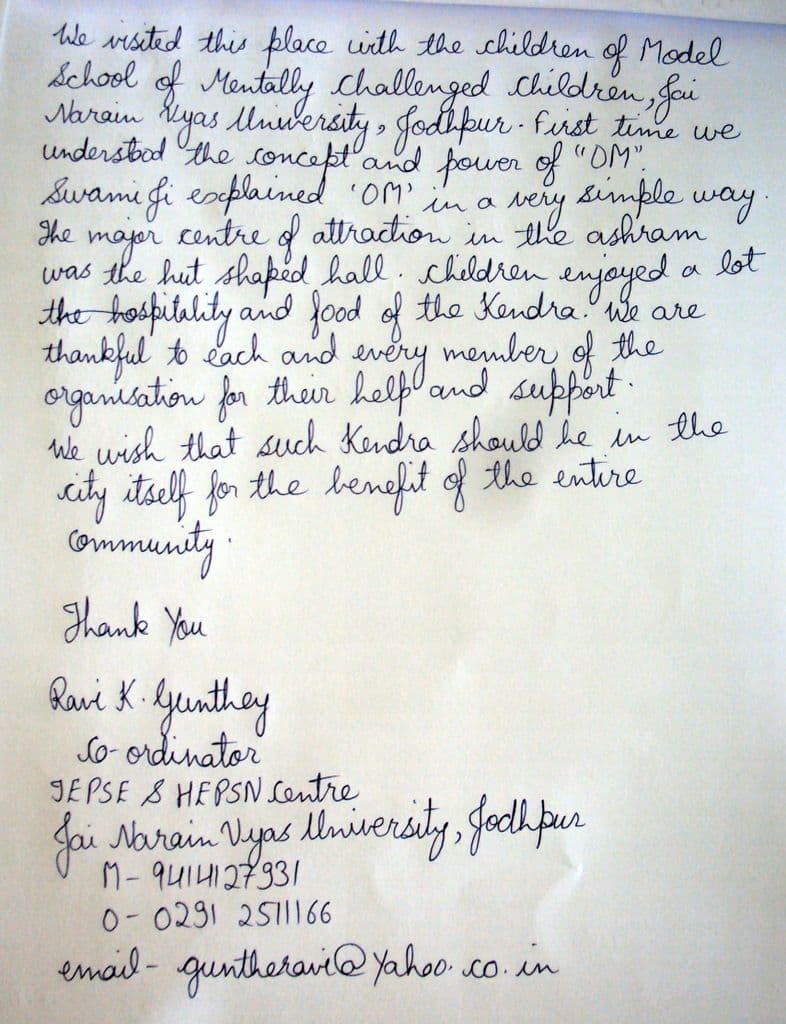 We visited this place with the children of Model
School of Mentally Challenged Children, Jai
Narain Vyas University, Jodhpur. First time we
understood the concept and power of "OM".
Swami Ji explained 'OM' in a very simple way.
The major centre of attraction in the ashram
was the hut shaped hall. Children enjoyed a lot
the hospitality and food of the Kendra. We are
thankful to each and every member of the
organisation for their help and support.
We wish that such Kendra should be in the
city itself for the benefit of the entire
Community.
Thank You
Ravi K. Gunthey
Co-ordinator
TEPSE & HEPSN Centre
Jai Narain Vyas University, Jodhpur
M- 9414127931
O- 0291 2511166
email- guntheravi@yahoo.co.in